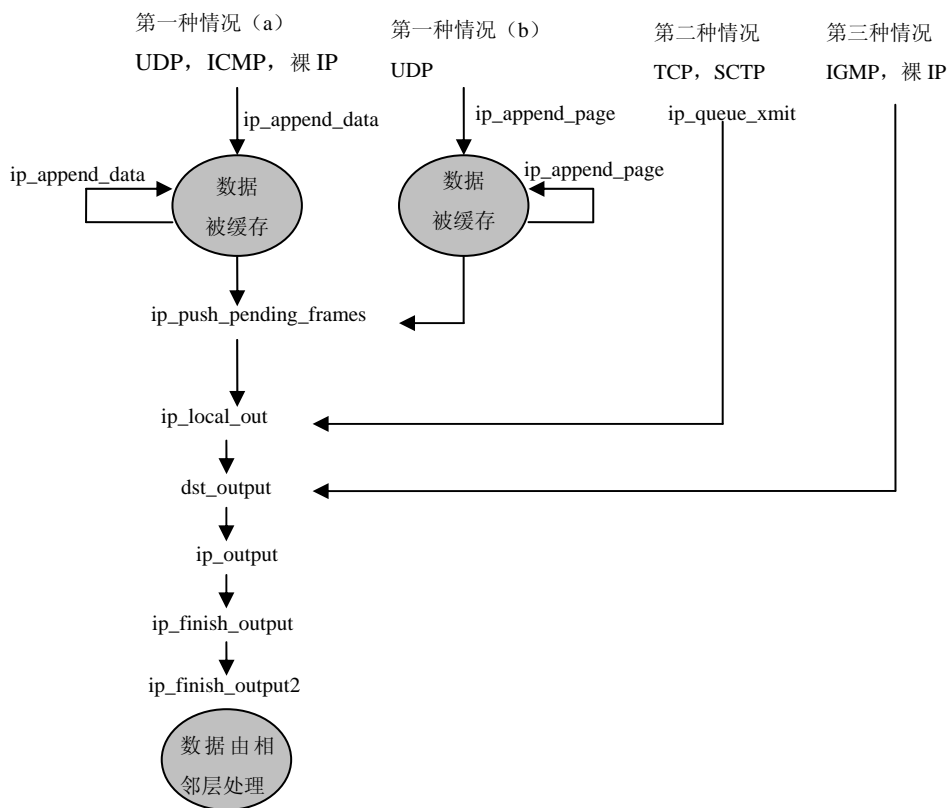 第一种情况（a）
UDP，ICMP，裸 IP
第一种情况（b）
UDP
第二种情况
TCP，SCTP
第三种情况
IGMP，裸 IP
ip_append_data
ip_append_page
ip_queue_xmit
ip_append_data
数据
被缓存
数据
被缓存
ip_append_page
ip_push_pending_frames
ip_local_out
dst_output
ip_output
ip_finish_output
ip_finish_output2
数据由相
邻层处理